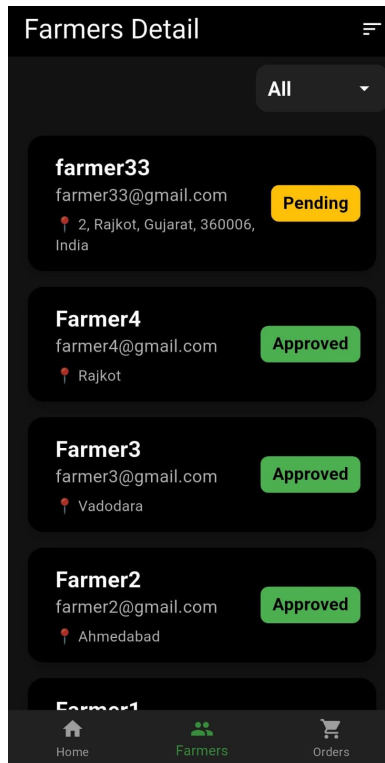 Farmers Detail
All
farmer33
farmer33@gmail.com
Pending
2, Rajkot, Gujarat, 360006,
India
Farmer4
farmer4@gmail.com
Approved
Rajkot
Farmer3
farmer3@gmail.com
Approved
Vadodara
Farmer2
farmer2@gmail.com
Approved
Ahmedabad
Farmer1
Home
Farmers
Orders